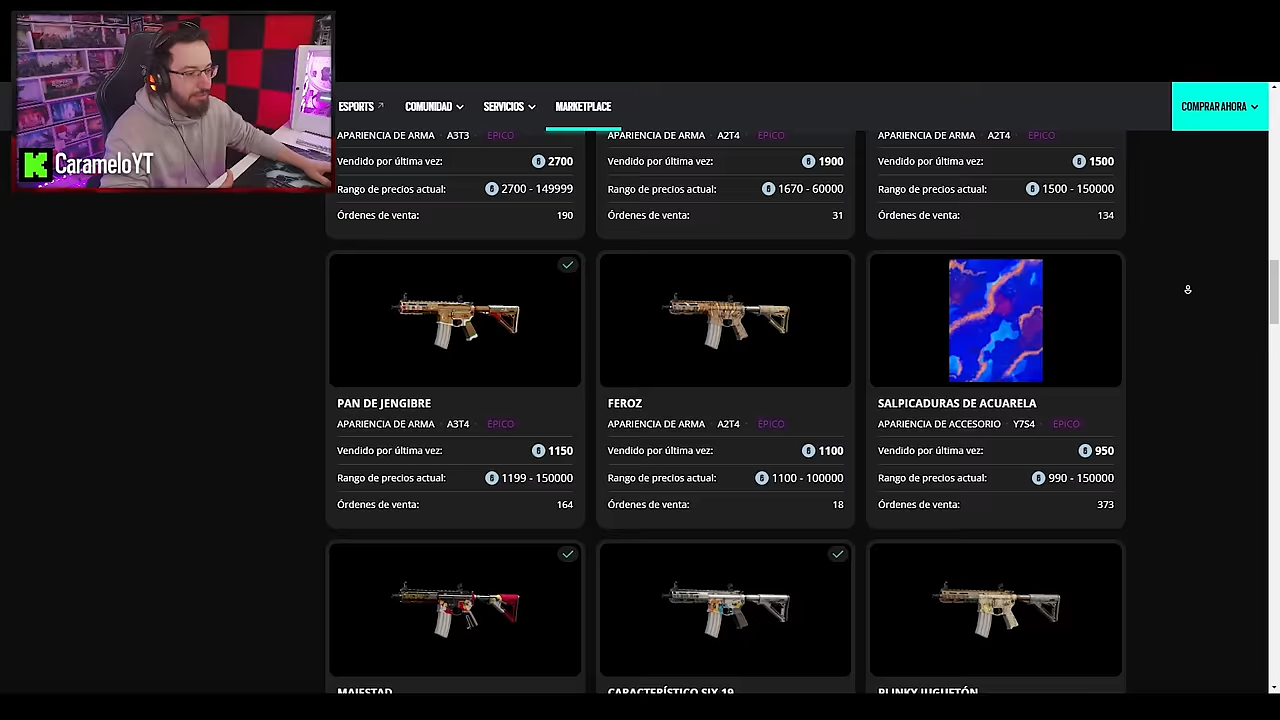 CarameloYT
ESPORTS
COMUNIDAD
SERVICIOS
MARKETPLACE
COMPRAR AHORA
APARIENCIA DE ARMA · A3T3 · ÉPICO
Vendido por última vez: 2700
Rango de precios actual: 2700 - 149999
Órdenes de venta: 190
APARIENCIA DE ARMA · A2T4 · ÉPICO
Vendido por última vez: 1900
Rango de precios actual: 1670 - 60000
Órdenes de venta: 31
APARIENCIA DE ARMA · A2T4 · ÉPICO
Vendido por última vez: 1500
Rango de precios actual: 1500 - 150000
Órdenes de venta: 134
PAN DE JENGIBRE
APARIENCIA DE ARMA · A3T4 · ÉPICO
Vendido por última vez: 1150
Rango de precios actual: 1199 - 150000
Órdenes de venta: 164
FEROZ
APARIENCIA DE ARMA · A2T4 · ÉPICO
Vendido por última vez: 1100
Rango de precios actual: 1100 - 100000
Órdenes de venta: 18
SALPICADURAS DE ACUARELA
APARIENCIA DE ACCESORIO · Y7S4 · ÉPICO
Vendido por última vez: 950
Rango de precios actual: 990 - 150000
Órdenes de venta: 373
MAJESTAD
CARACTERÍSTICO SIX 19
PLINKY JUGUETÓN